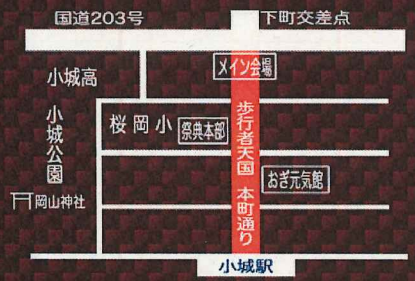 国道203号
下町交差点
メイン会場
小城高
小城公園
桜岡小
祭典本部
歩行者天国 本町通り
おぎ元気館
岡山神社
小城駅